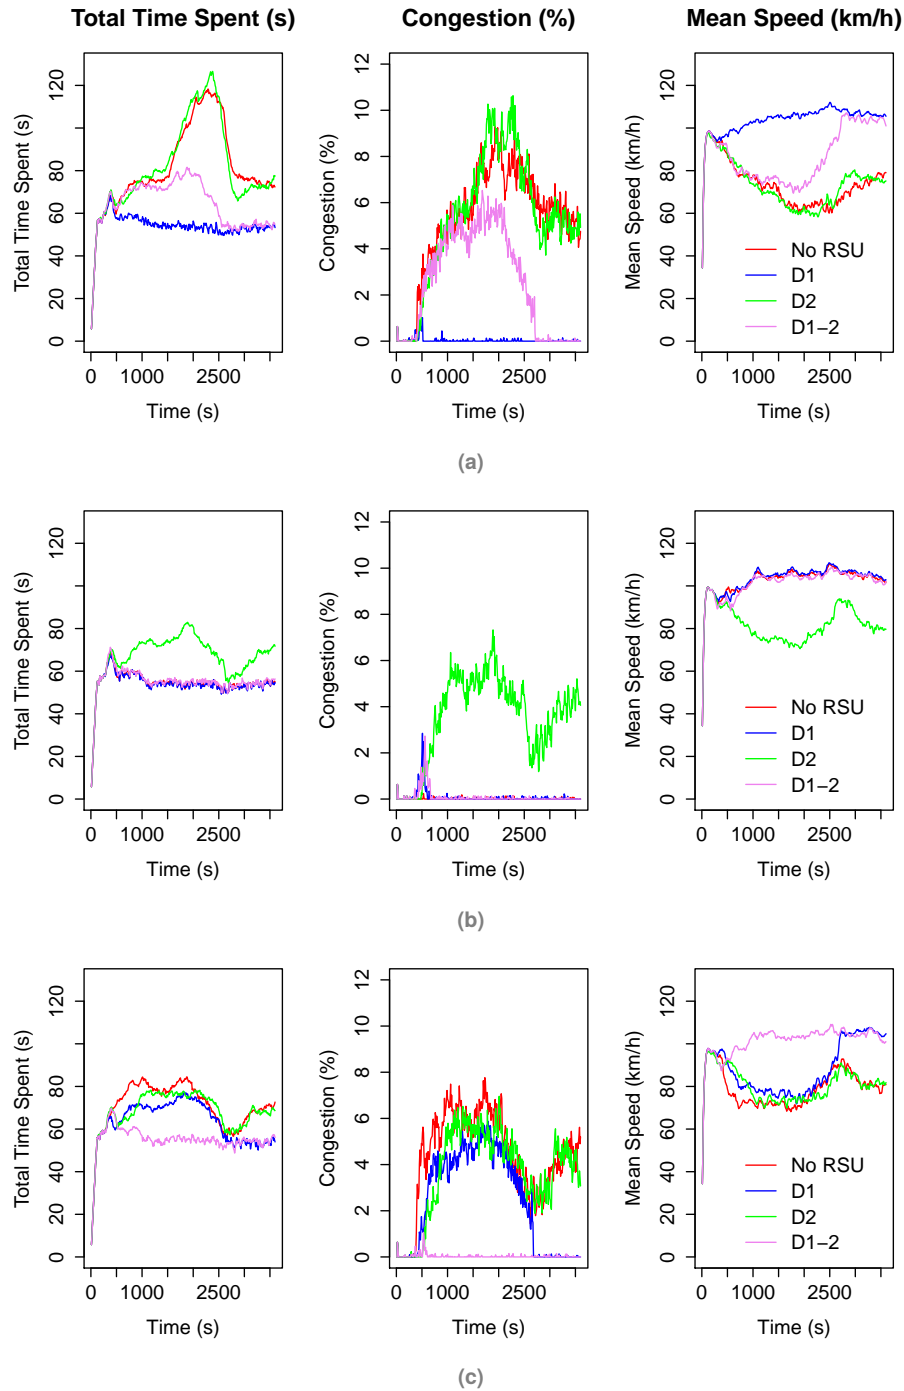 Total Time Spent (s) Congestion (%) Mean Speed (km/h)
Total Time Spent (s)
0 20 40 60 80 100 120
0 1000 2500
Time (s)
Congestion (%)
0 2 4 6 8 10 12
0 1000 2500
Time (s)
Mean Speed (km/h)
0 20 40 60 80 100 120
No RSU
D1
D2
D1−2
0 1000 2500
Time (s)
(a)
Total Time Spent (s)
0 20 40 60 80 120
0 1000 2500
Time (s)
Congestion (%)
0 2 4 6 8 10 12
0 1000 2500
Time (s)
Mean Speed (km/h)
0 20 40 60 80 120
No RSU
D1
D2
D1−2
0 1000 2500
Time (s)
(b)
Total Time Spent (s)
0 20 40 60 80 120
0 1000 2500
Time (s)
Congestion (%)
0 2 4 6 8 10 12
0 1000 2500
Time (s)
Mean Speed (km/h)
0 20 40 60 80 120
No RSU
D1
D2
D1−2
0 1000 2500
Time (s)
(c)